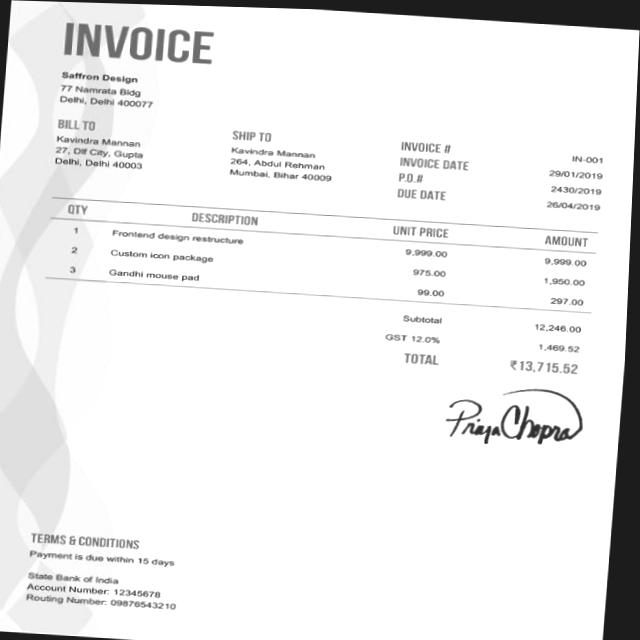 INVOICE
Saffron Design
77 Namrata Bldg
Delhi, Delhi 400077
BILL TO
Kavindra Mannan
27, Dlf City, Gupta
Delhi, Delhi 40003
SHIP TO
Kavindra Mannan
264, Abdul Rehman
Mumbai, Bihar 40009
INVOICE # IN-001
INVOICE DATE 29/01/2019
P.O.# 2430/2019
DUE DATE 26/04/2019
QTY DESCRIPTION UNIT PRICE AMOUNT
1 Frontend design restructure 9,999.00 9,999.00
2 Custom icon package 975.00 1,950.00
3 Gandhi mouse pad 99.00 297.00
Subtotal 12,246.00
GST 12.0% 1,469.52
TOTAL ₹13,715.52
Priya Chopra
TERMS & CONDITIONS
Payment is due within 15 days
State Bank of India
Account Number: 12345678
Routing Number: 09876543210